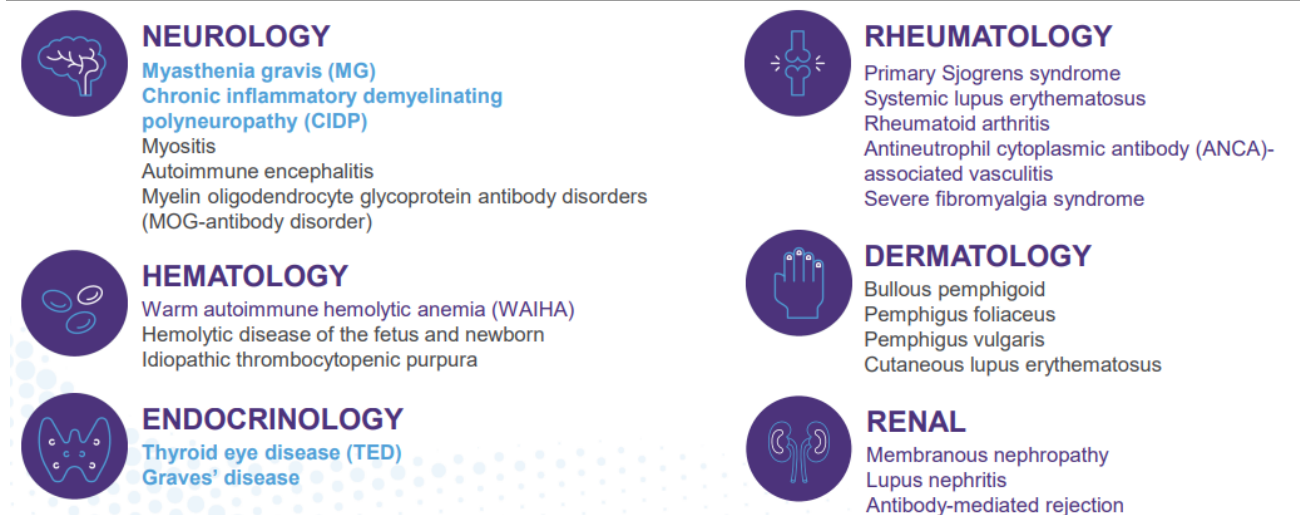 NEUROLOGY
Myasthenia gravis (MG)
Chronic inflammatory demyelinating
polyneuropathy (CIDP)
Myositis
Autoimmune encephalitis
Myelin oligodendrocyte glycoprotein antibody disorders
(MOG-antibody disorder)
HEMATOLOGY
Warm autoimmune hemolytic anemia (WAIHA)
Hemolytic disease of the fetus and newborn
Idiopathic thrombocytopenic purpura
ENDOCRINOLOGY
Thyroid eye disease (TED)
Graves’ disease
RHEUMATOLOGY
Primary Sjogrens syndrome
Systemic lupus erythematosus
Rheumatoid arthritis
Antineutrophil cytoplasmic antibody (ANCA)-
associated vasculitis
Severe fibromyalgia syndrome
DERMATOLOGY
Bullous pemphigoid
Pemphigus foliaceus
Pemphigus vulgaris
Cutaneous lupus erythematosus
RENAL
Membranous nephropathy
Lupus nephritis
Antibody-mediated rejection